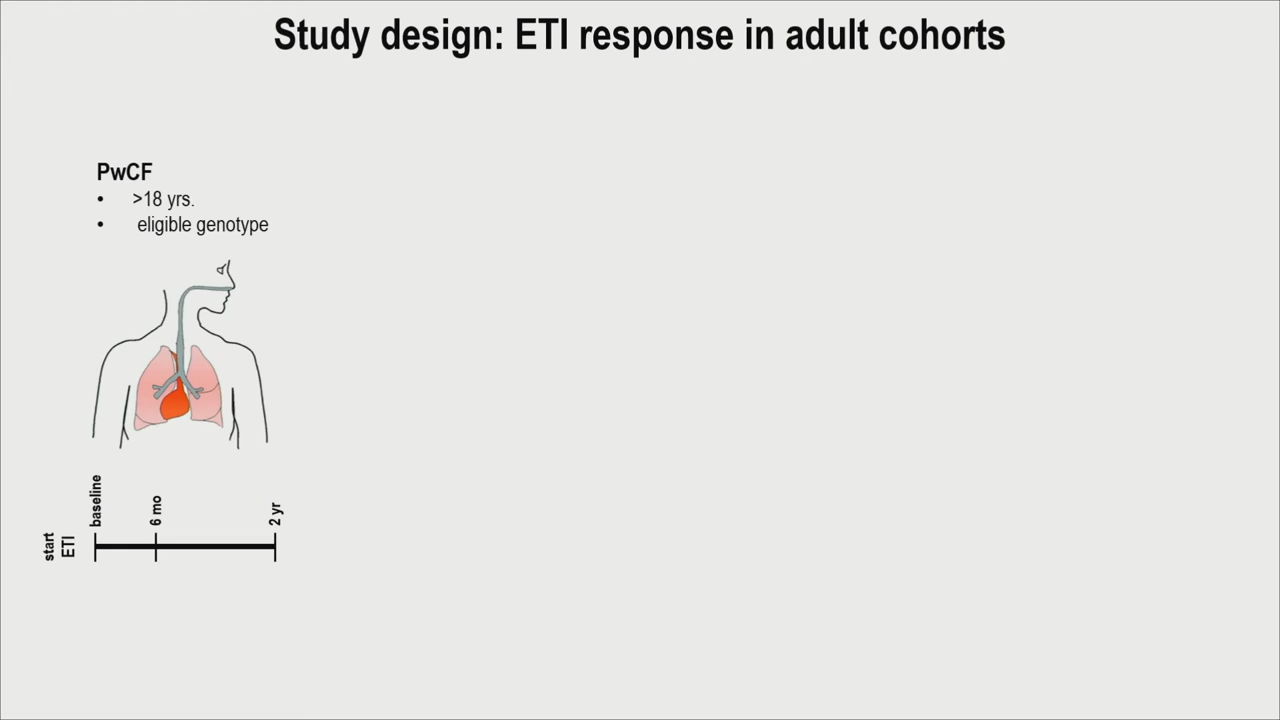 Study design: ETI response in adult cohorts
PwCF
• >18 yrs.
• eligible genotype
baseline
6 mo
2 yr
start
ETI